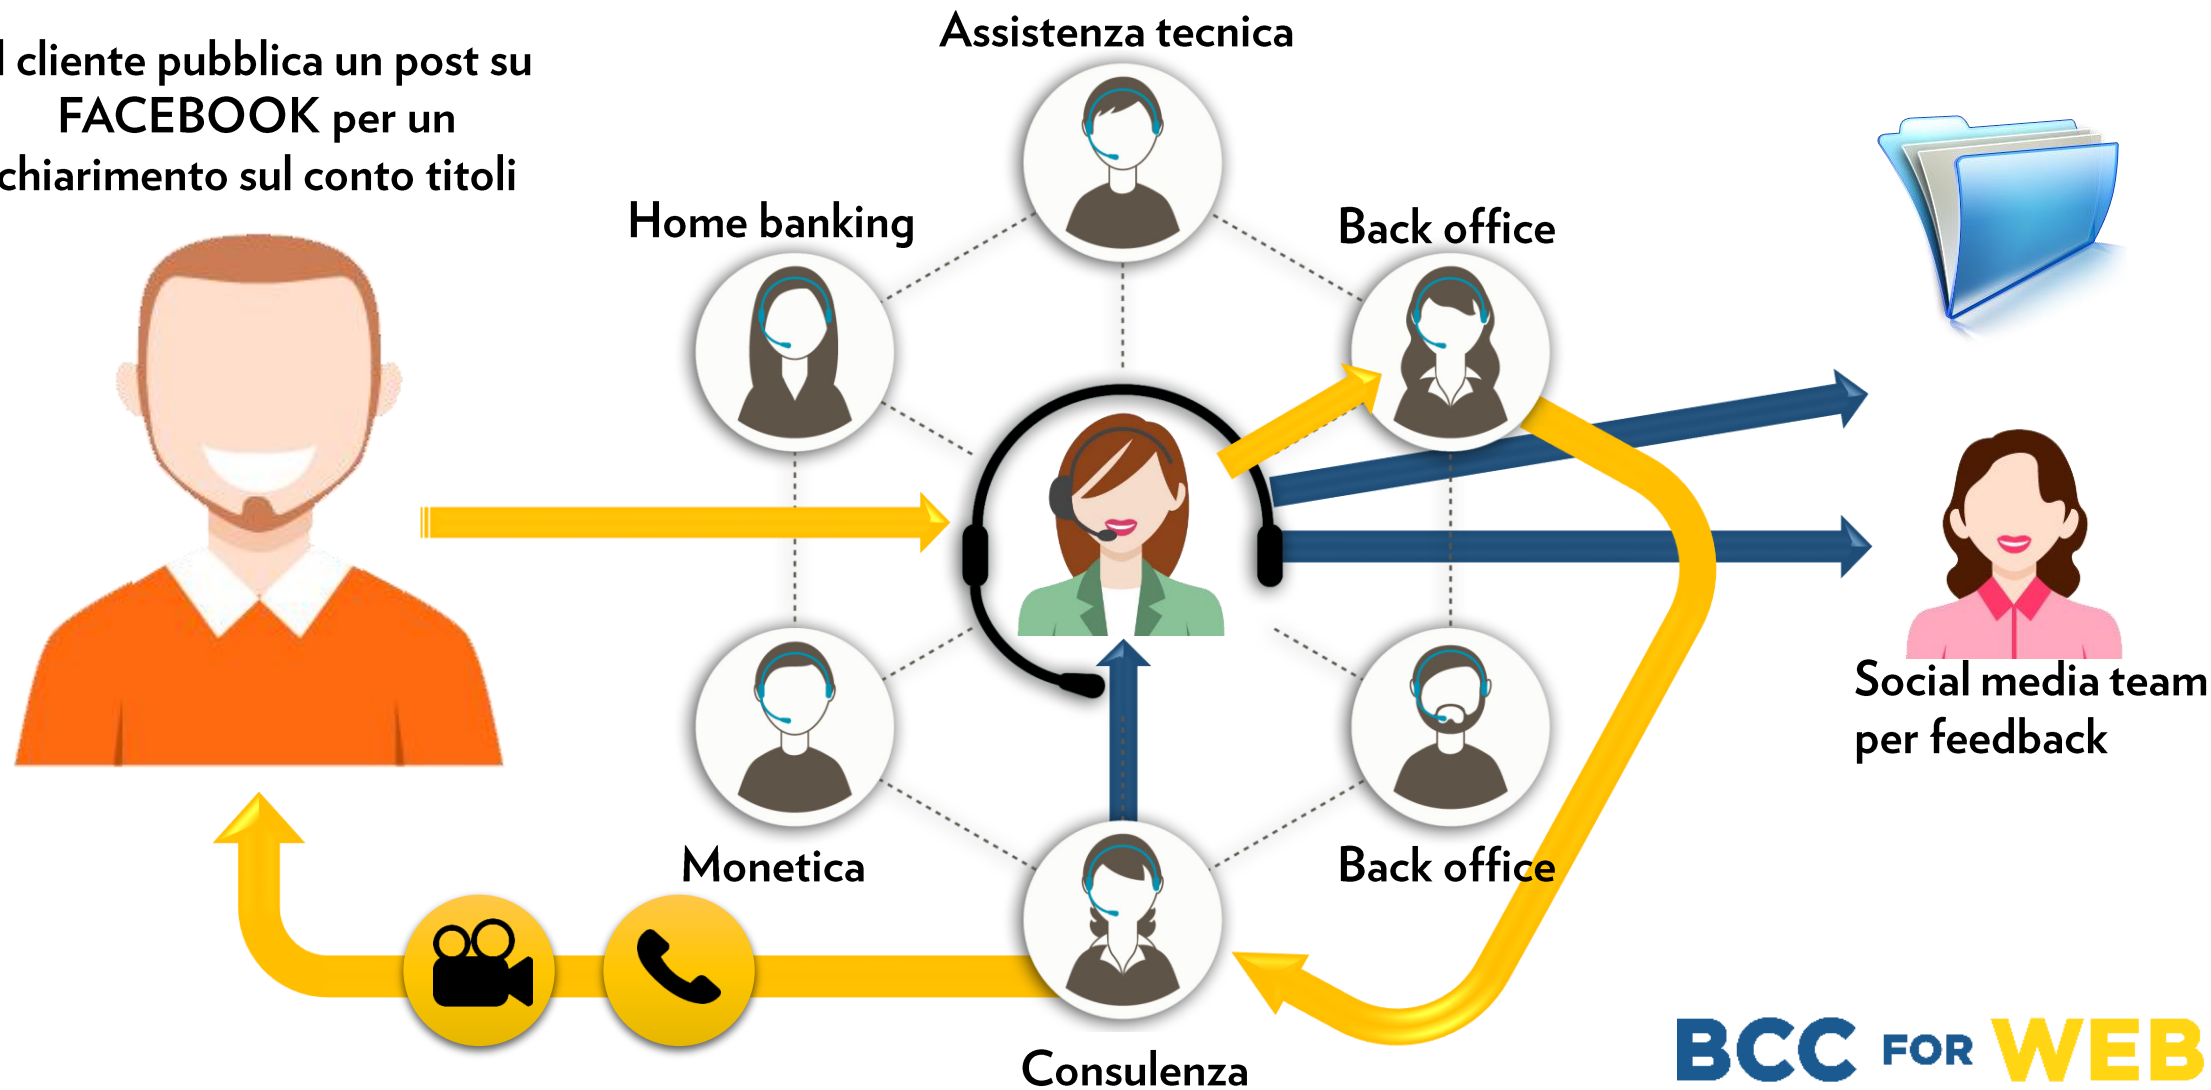 l cliente pubblica un post su
FACEBOOK per un
chiarimento sul conto titoli
Assistenza tecnica
Home banking
Back office
Social media team
per feedback
Monetica
Back office
Consulenza
BCC FOR WEB